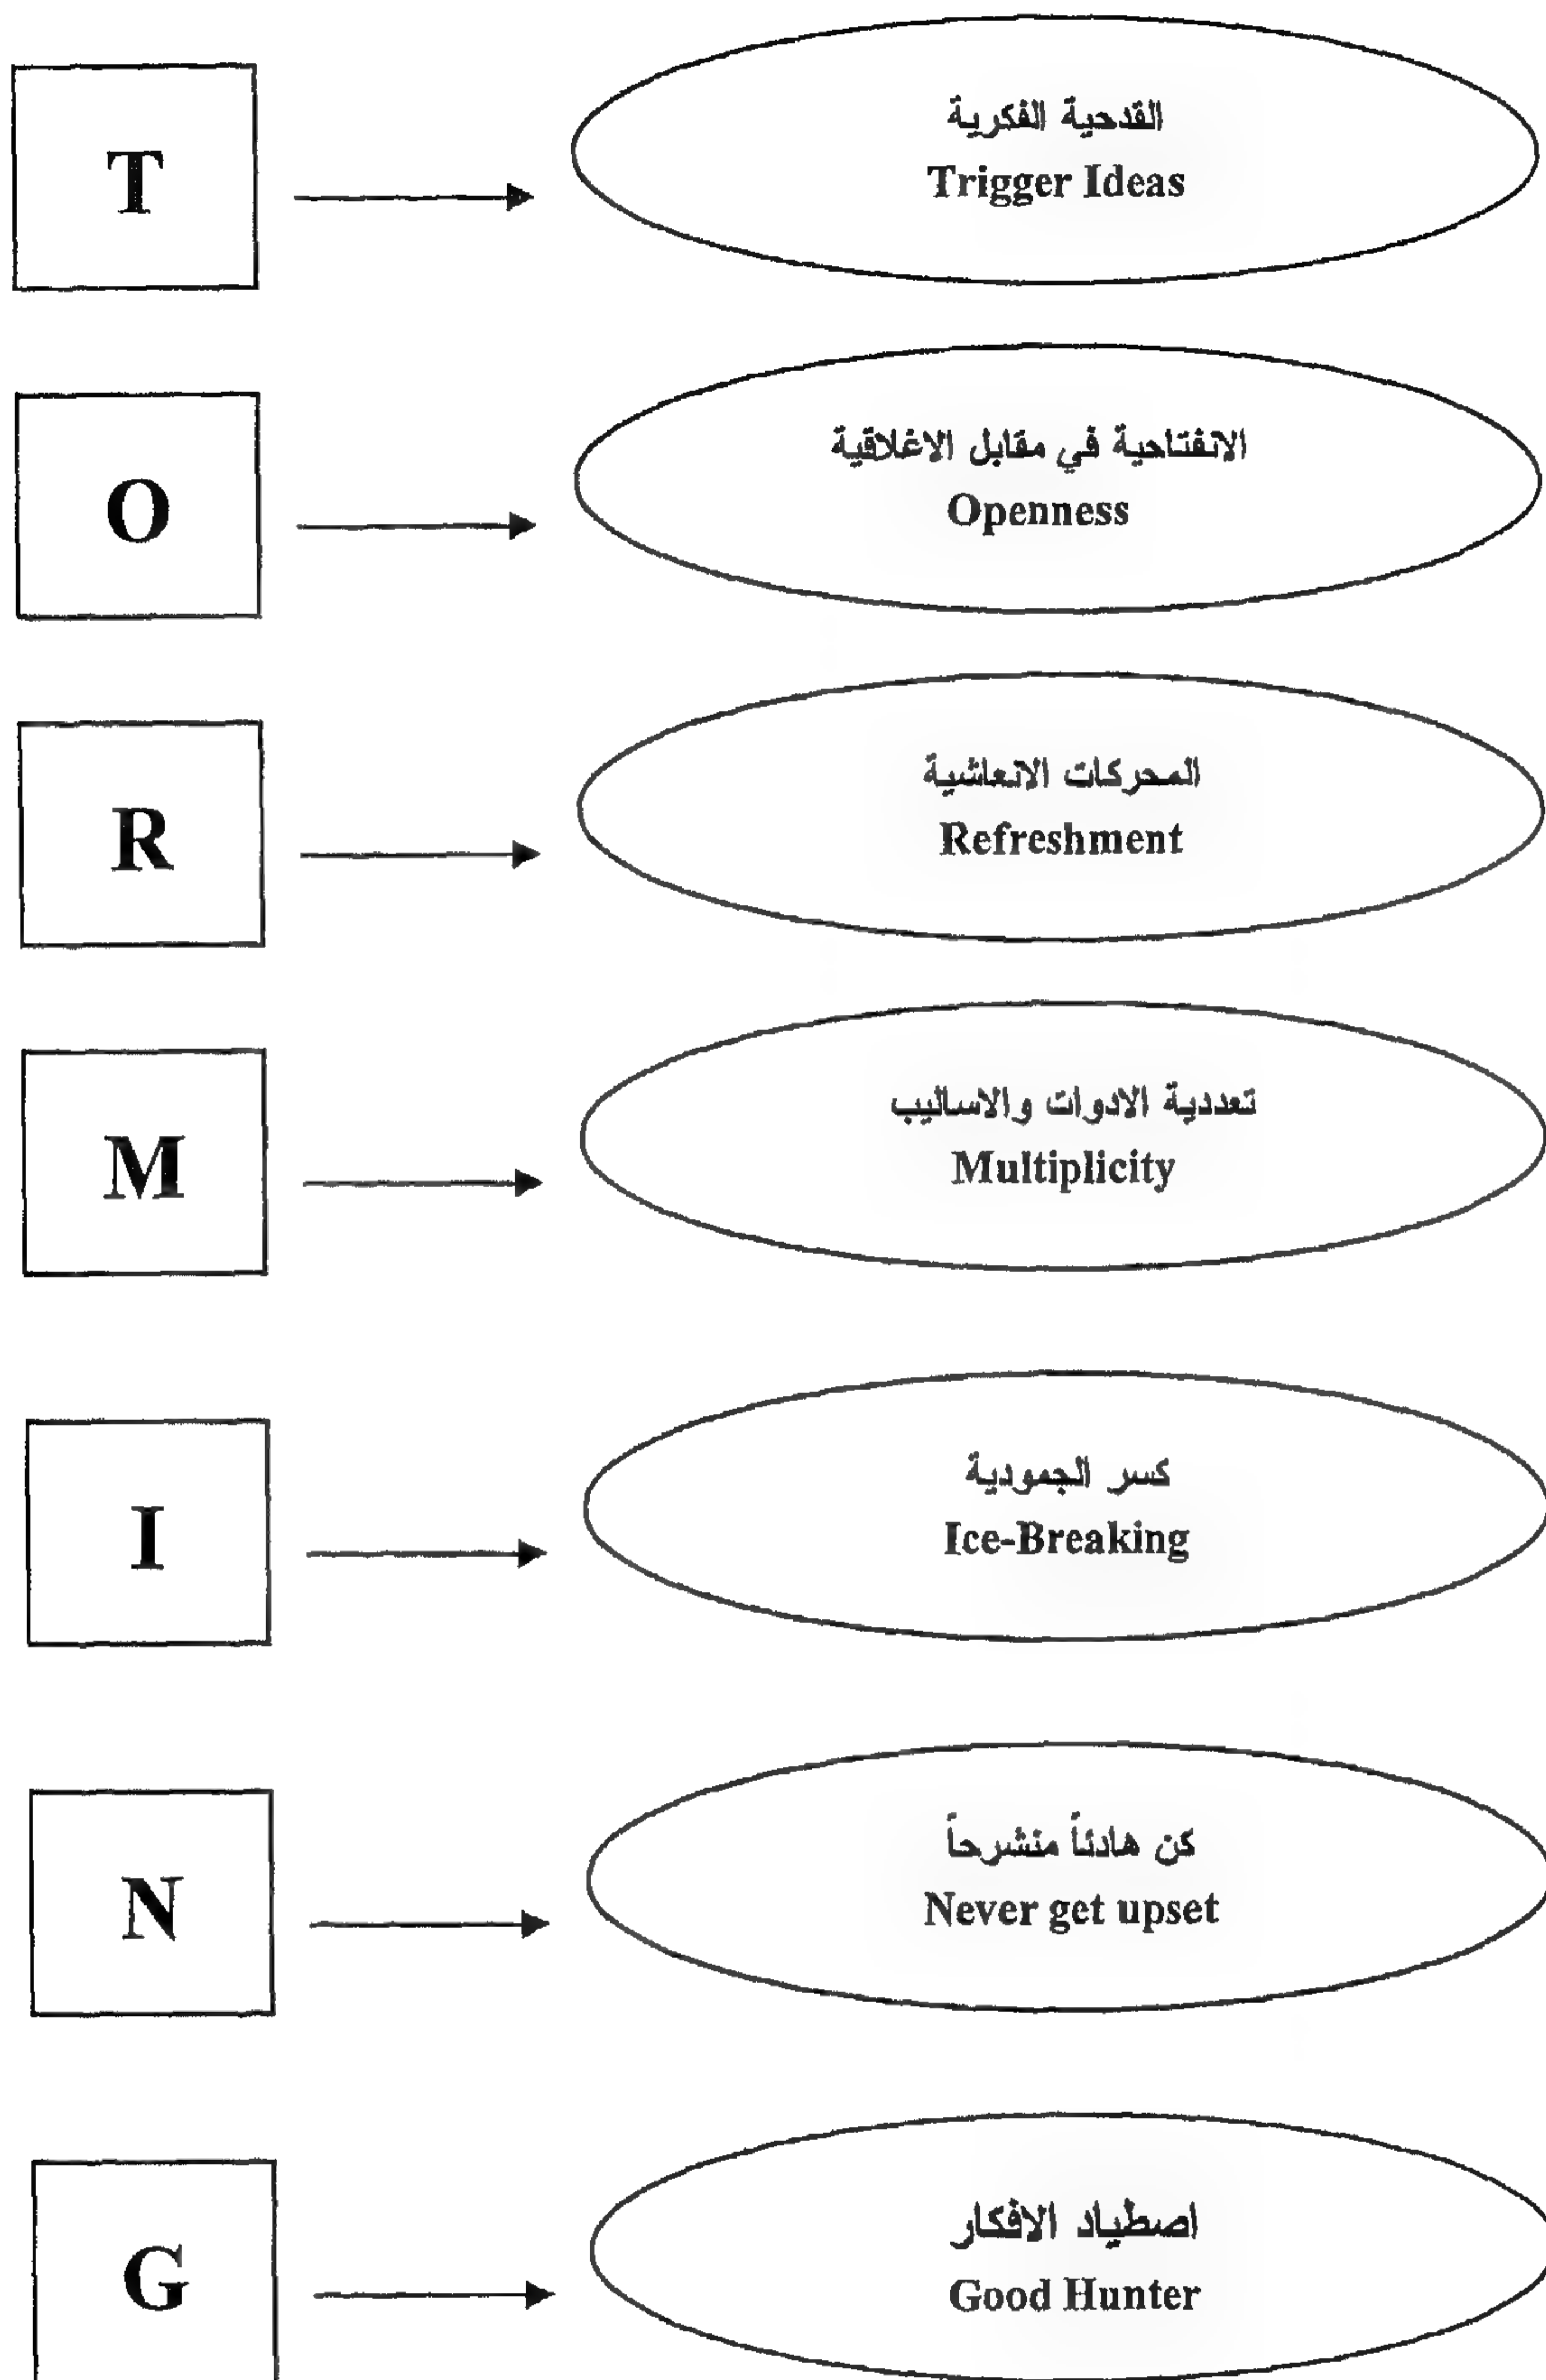 T
القدحية الفكرية
Trigger Ideas
O
الانفتاحية في مقابل الاغلاقية
Openness
R
المحركات الانعاشية
Refreshment
M
تعددية الادوات والاساليب
Multiplicity
I
كسر الجمودية
Ice-Breaking
N
كن هادئاً منشرحاً
Never get upset
G
اصطياد الافكار
Good Hunter